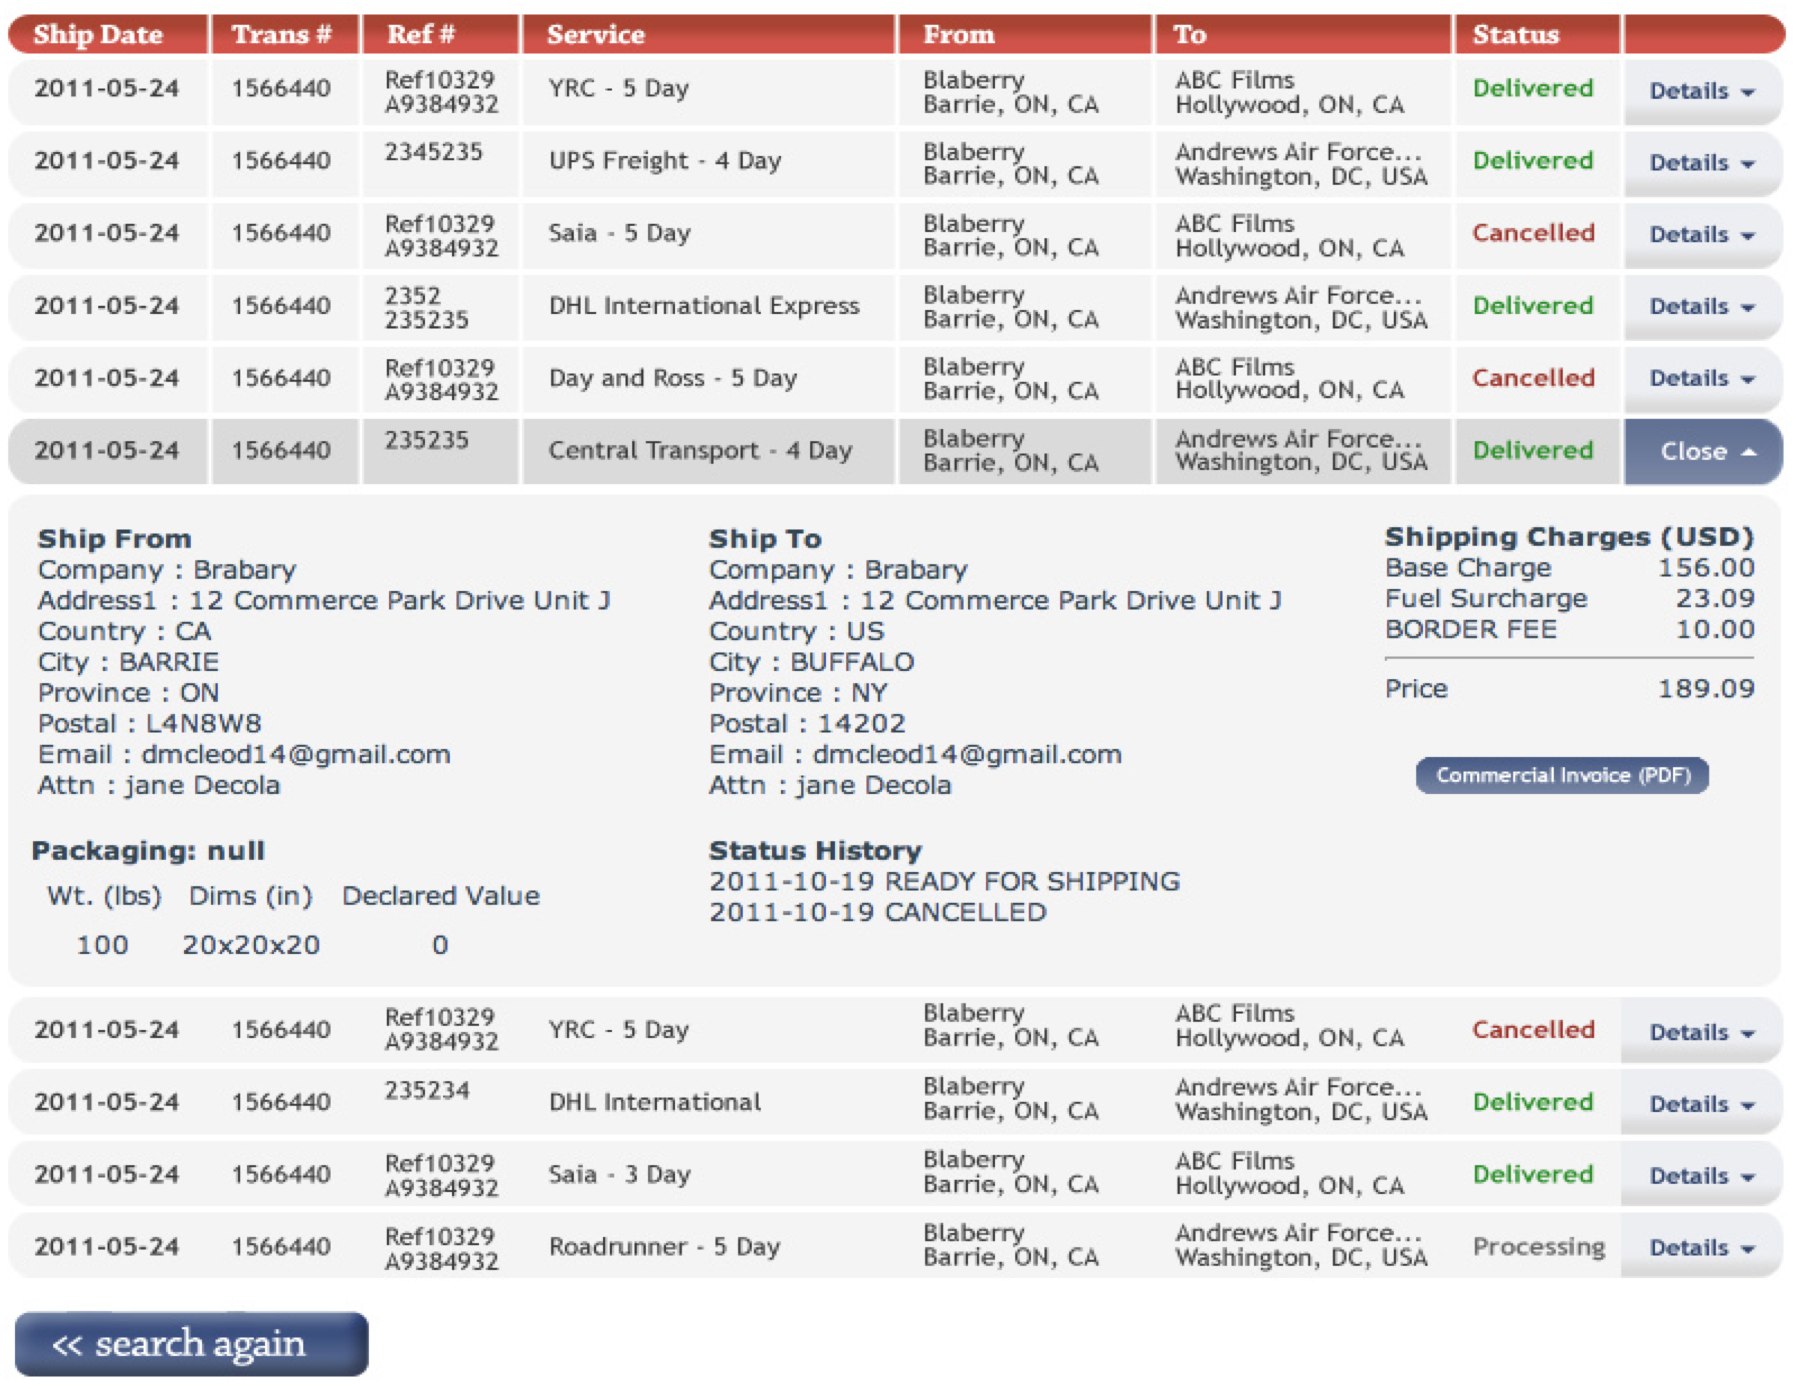 Ship Date Trans # Ref # Service From To Status
2011-05-24 1566440 Ref10329 A9384932 YRC - 5 Day Blaberry Barrie, ON, CA ABC Films Hollywood, ON, CA Delivered Details
2011-05-24 1566440 2345235 UPS Freight - 4 Day Blaberry Barrie, ON, CA Andrews Air Force... Washington, DC, USA Delivered Details
2011-05-24 1566440 Ref10329 A9384932 Saia - 5 Day Blaberry Barrie, ON, CA ABC Films Hollywood, ON, CA Cancelled Details
2011-05-24 1566440 2352 235235 DHL International Express Blaberry Barrie, ON, CA Andrews Air Force... Washington, DC, USA Delivered Details
2011-05-24 1566440 Ref10329 A9384932 Day and Ross - 5 Day Blaberry Barrie, ON, CA ABC Films Hollywood, ON, CA Cancelled Details
2011-05-24 1566440 235235 Central Transport - 4 Day Blaberry Barrie, ON, CA Andrews Air Force... Washington, DC, USA Delivered Close
Ship From
Company : Brabary
Address1 : 12 Commerce Park Drive Unit J
Country : CA
City : BARRIE
Province : ON
Postal : L4N8W8
Email : dmcleod14@gmail.com
Attn : jane Decola
Ship To
Company : Brabary
Address1 : 12 Commerce Park Drive Unit J
Country : US
City : BUFFALO
Province : NY
Postal : 14202
Email : dmcleod14@gmail.com
Attn : jane Decola
Shipping Charges (USD)
Base Charge 156.00
Fuel Surcharge 23.09
BORDER FEE 10.00
Price 189.09
Commercial Invoice (PDF)
Packaging: null
Wt. (lbs) Dims (in) Declared Value
100 20x20x20 0
Status History
2011-10-19 READY FOR SHIPPING
2011-10-19 CANCELLED
2011-05-24 1566440 Ref10329 A9384932 YRC - 5 Day Blaberry Barrie, ON, CA ABC Films Hollywood, ON, CA Cancelled Details
2011-05-24 1566440 235234 DHL International Blaberry Barrie, ON, CA Andrews Air Force... Washington, DC, USA Delivered Details
2011-05-24 1566440 Ref10329 A9384932 Saia - 3 Day Blaberry Barrie, ON, CA ABC Films Hollywood, ON, CA Delivered Details
2011-05-24 1566440 Ref10329 A9384932 Roadrunner - 5 Day Blaberry Barrie, ON, CA Andrews Air Force... Washington, DC, USA Processing Details
<< search again